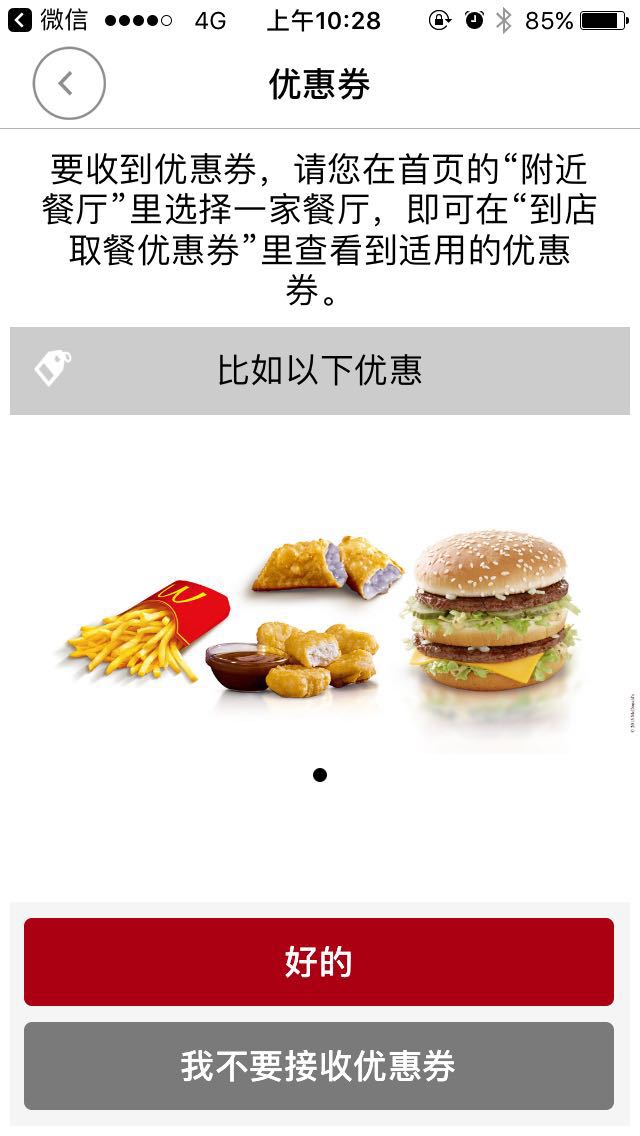 微信 4G 上午10:28 85%
优惠券
要收到优惠券，请您在首页的“附近
餐厅”里选择一家餐厅，即可在“到店
取餐优惠券”里查看到适用的优惠
券。
比如以下优惠
好的
我不要接收优惠券